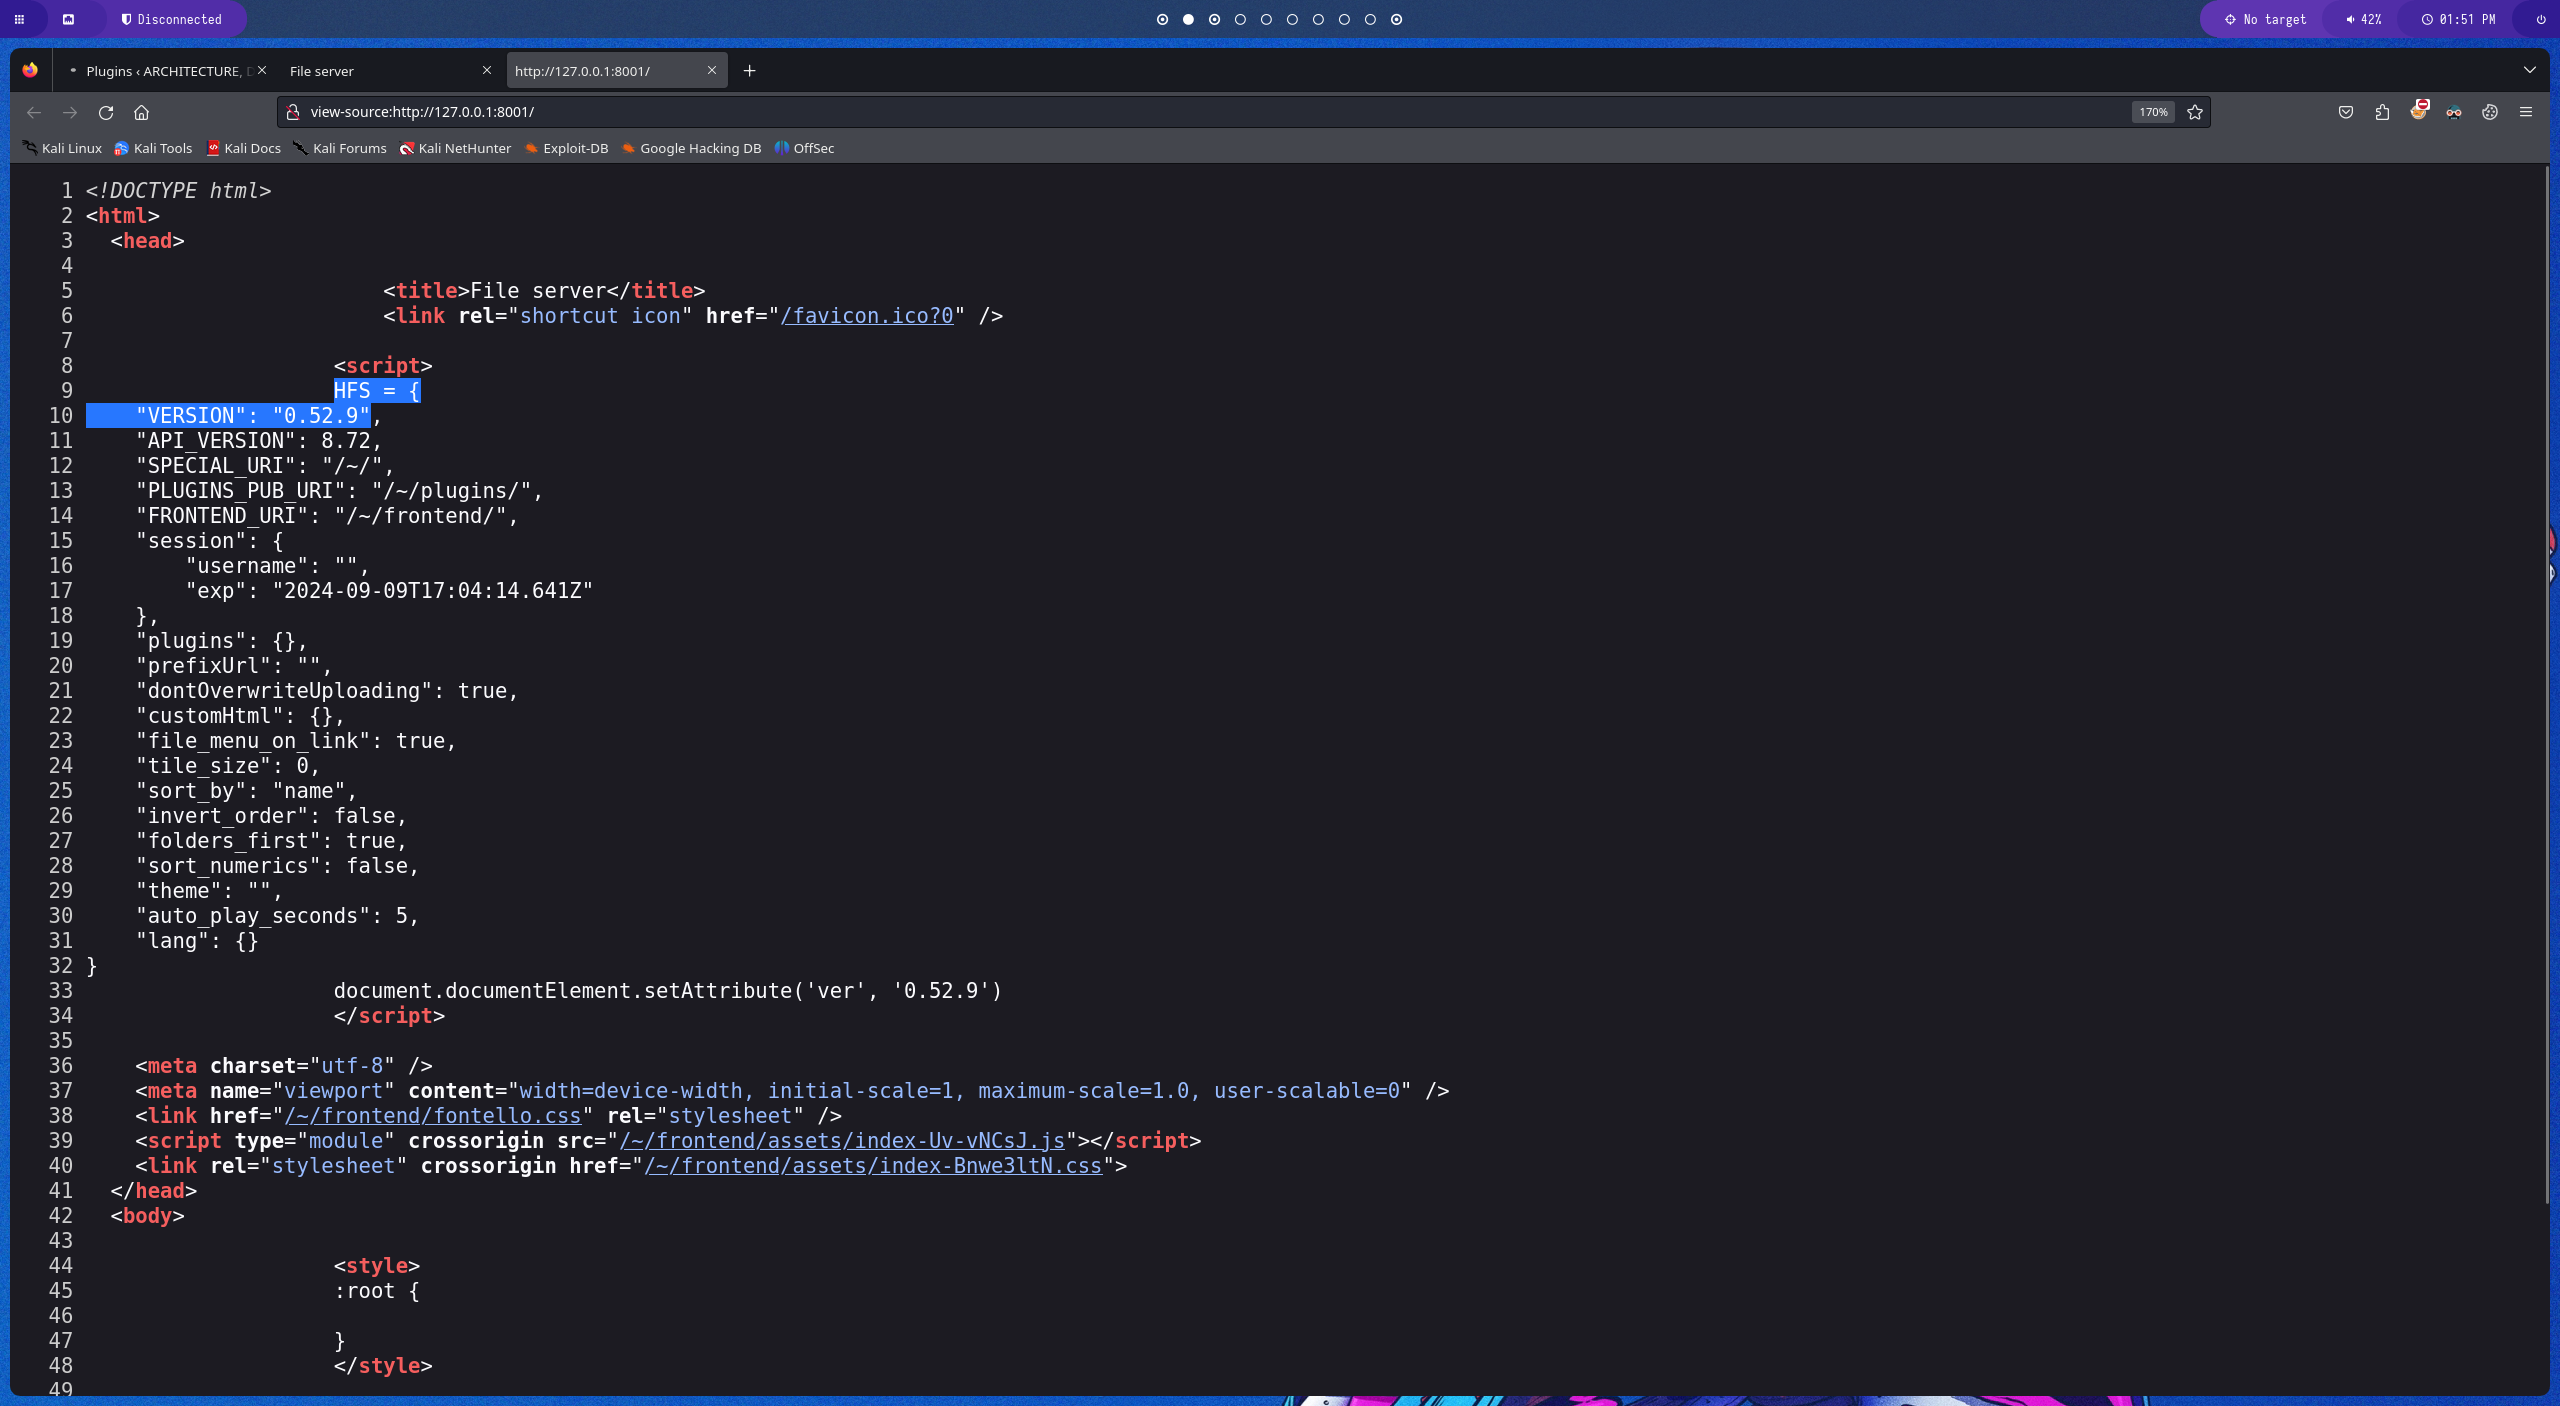 Disconnected
No target
42%
01:51 PM
Plugins ‹ ARCHITECTURE,
File server
http://127.0.0.1:8001/
view-source:http://127.0.0.1:8001/
170%
Kali Linux
Kali Tools
Kali Docs
Kali Forums
Kali NetHunter
Exploit-DB
Google Hacking DB
OffSec
1 <!DOCTYPE html>
2 <html>
3   <head>
4
5                         <title>File server</title>
6                         <link rel="shortcut icon" href="/favicon.ico?0" />
7
8                     <script>
9                     HFS = {
10     "VERSION": "0.52.9",
11     "API_VERSION": 8.72,
12     "SPECIAL_URI": "/~/",
13     "PLUGINS_PUB_URI": "/~/plugins/",
14     "FRONTEND_URI": "/~/frontend/",
15     "session": {
16         "username": "",
17         "exp": "2024-09-09T17:04:14.641Z"
18     },
19     "plugins": {},
20     "prefixUrl": "",
21     "dontOverwriteUploading": true,
22     "customHtml": {},
23     "file_menu_on_link": true,
24     "tile_size": 0,
25     "sort_by": "name",
26     "invert_order": false,
27     "folders_first": true,
28     "sort_numerics": false,
29     "theme": "",
30     "auto_play_seconds": 5,
31     "lang": {}
32 }
33                     document.documentElement.setAttribute('ver', '0.52.9')
34                     </script>
35
36     <meta charset="utf-8" />
37     <meta name="viewport" content="width=device-width, initial-scale=1, maximum-scale=1.0, user-scalable=0" />
38     <link href="/~/frontend/fontello.css" rel="stylesheet" />
39     <script type="module" crossorigin src="/~/frontend/assets/index-Uv-vNCsJ.js"></script>
40     <link rel="stylesheet" crossorigin href="/~/frontend/assets/index-Bnwe3ltN.css">
41   </head>
42   <body>
43
44                     <style>
45                     :root {
46
47                     }
48                     </style>
49